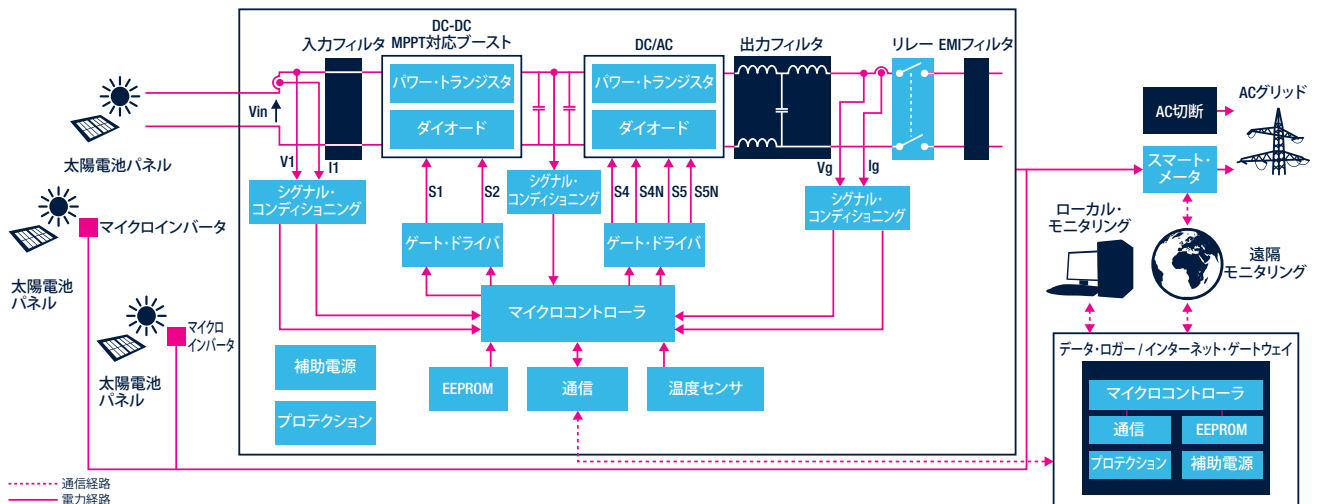 DC-DC
MPPT対応ブースト
入力フィルタ
DC/AC
出力フィルタ
リレー
EMIフィルタ
パワー・トランジスタ
ダイオード
パワー・トランジスタ
ダイオード
Vin
太陽電池パネル
V1
I1
S1
S2
S4
S4N
S5
S5N
Vg
Ig
シグナル・
コンディショニング
シグナル・
コンディショニング
シグナル・
コンディショニング
ゲート・ドライバ
ゲート・ドライバ
マイクロコントローラ
補助電源
プロテクション
EEPROM
通信
温度センサ
マイクロインバータ
太陽電池
パネル
マイクロ
インバータ
太陽電池
パネル
AC切断
ACグリッド
スマート・
メータ
ローカル・
モニタリング
遠隔
モニタリング
データ・ロガー / インターネット・ゲートウェイ
マイクロコントローラ
通信
EEPROM
プロテクション
補助電源
通信経路
電力経路